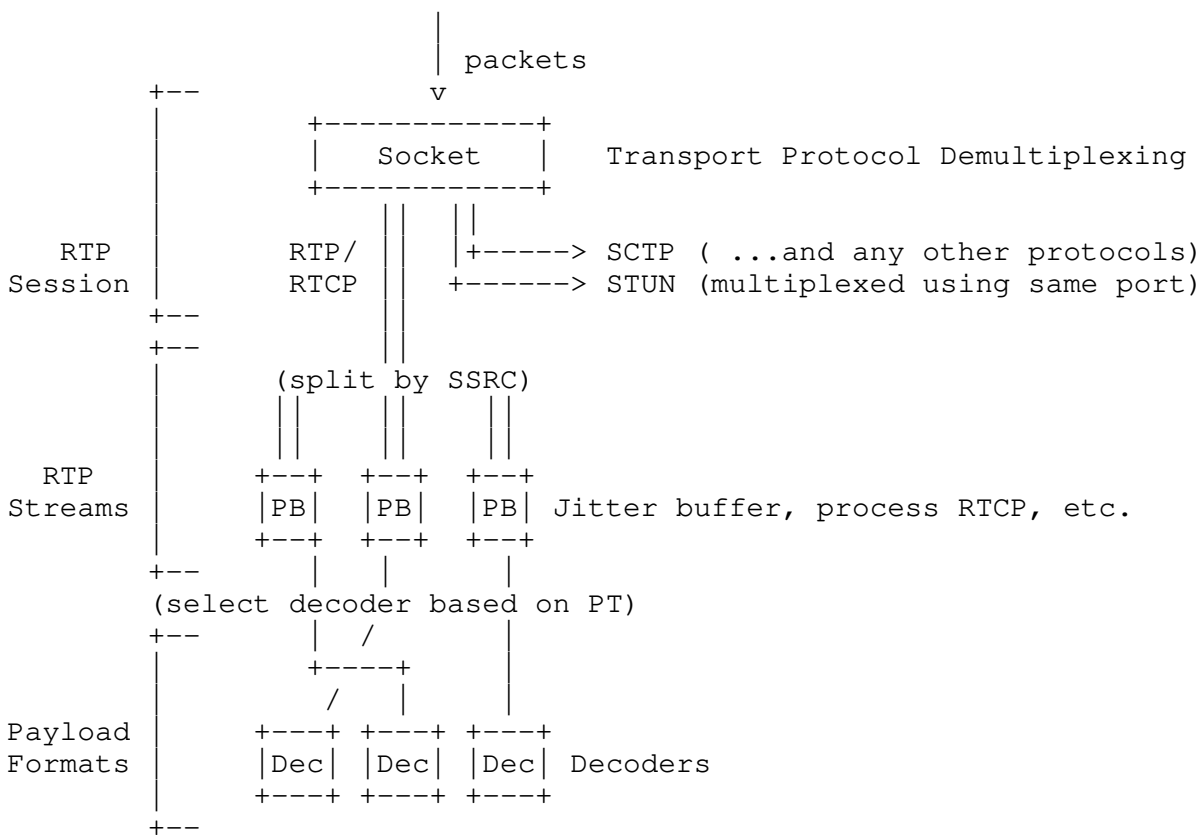 packets
Socket Transport Protocol Demultiplexing
RTP RTP/ SCTP ( ...and any other protocols)
Session RTCP STUN (multiplexed using same port)
(split by SSRC)
RTP
Streams PB PB PB Jitter buffer, process RTCP, etc.
(select decoder based on PT)
Payload
Formats Dec Dec Dec Decoders